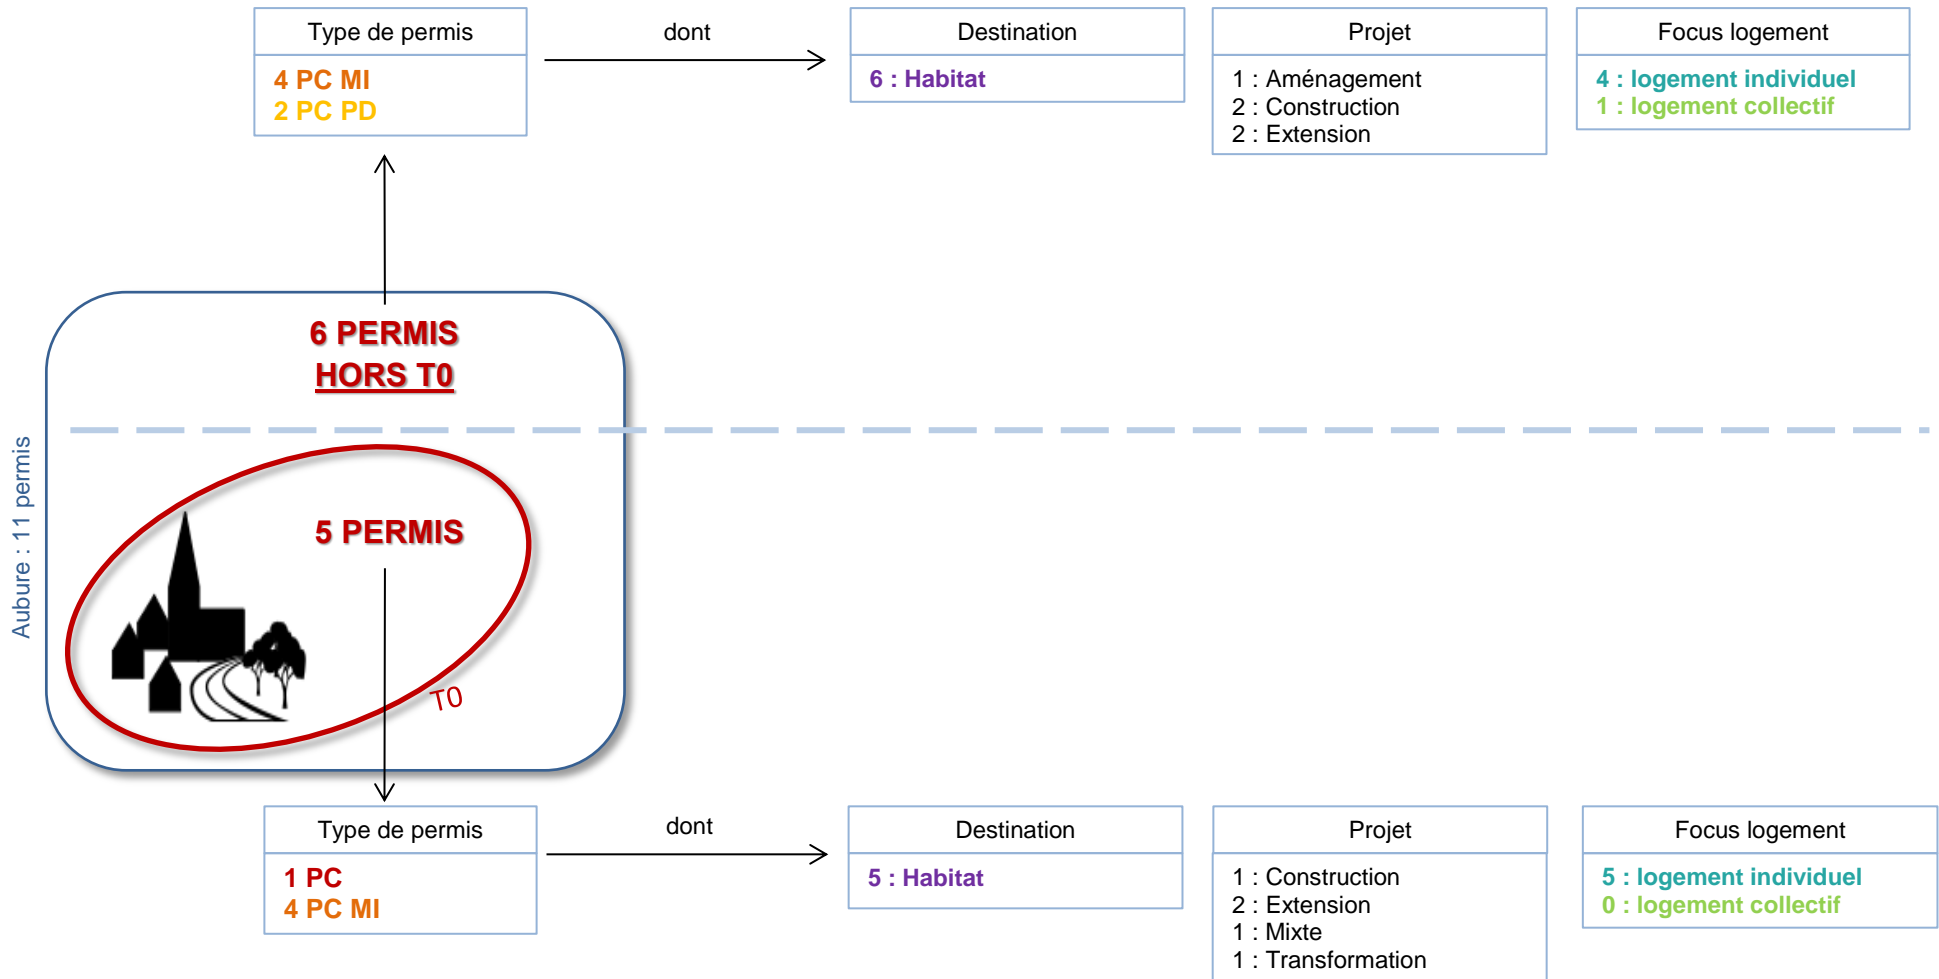 Type de permis
4 PC MI
2 PC PD
dont
Destination
6 : Habitat
Projet
1 : Aménagement
2 : Construction
2 : Extension
Focus logement
4 : logement individuel
1 : logement collectif
6 PERMIS
HORS T0
Aubure : 11 permis
5 PERMIS
T0
Type de permis
1 PC
4 PC MI
dont
Destination
5 : Habitat
Projet
1 : Construction
2 : Extension
1 : Mixte
1 : Transformation
Focus logement
5 : logement individuel
0 : logement collectif